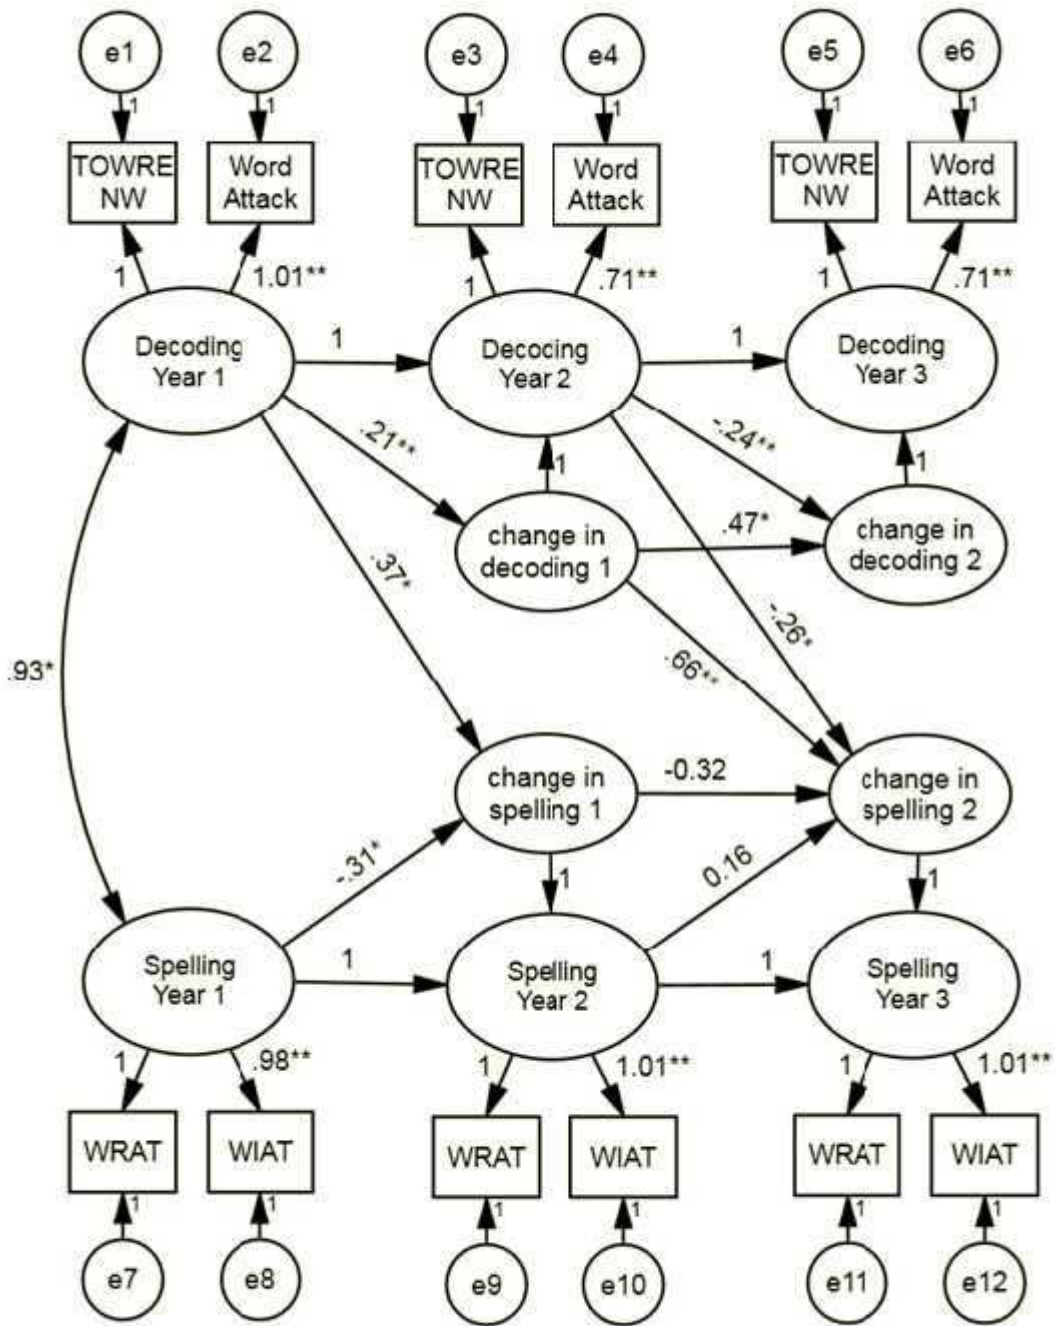 e1
e2
e3
e4
e5
e6
1
1
1
1
1
1
TOWRE
NW
Word
Attack
TOWRE
NW
Word
Attack
TOWRE
NW
Word
Attack
1
1.01**
1
.71**
1
.71**
Decoding
Year 1
1
Decocing
Year 2
1
Decoding
Year 3
.21**
1
-.24**
1
change in
decoding 1
.47*
change in
decoding 2
.37*
-.26*
.66**
.93*
change in
spelling 1
-0.32
change in
spelling 2
-.31*
1
0.16
1
Spelling
Year 1
1
Spelling
Year 2
1
Spelling
Year 3
1
.98**
1
1.01**
1
1.01**
WRAT
WIAT
WRAT
WIAT
WRAT
WIAT
1
1
1
1
1
1
e7
e8
e9
e10
e11
e12